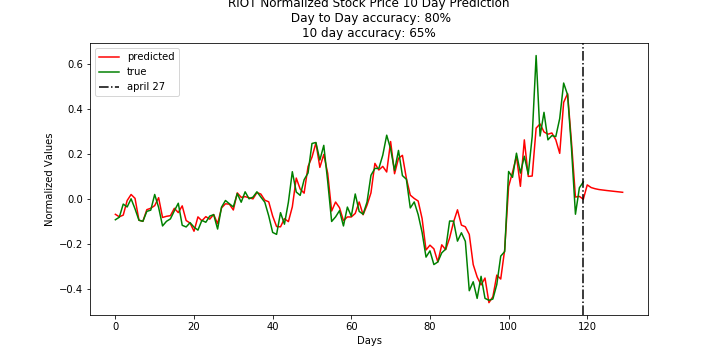 RIOT Normalized Stock Price 10 Day Prediction
Day to Day accuracy: 80%
10 day accuracy: 65%
predicted
true
april 27
Normalized Values
0.6
0.4
0.2
0.0
−0.2
−0.4
0 20 40 60 80 100 120
Days